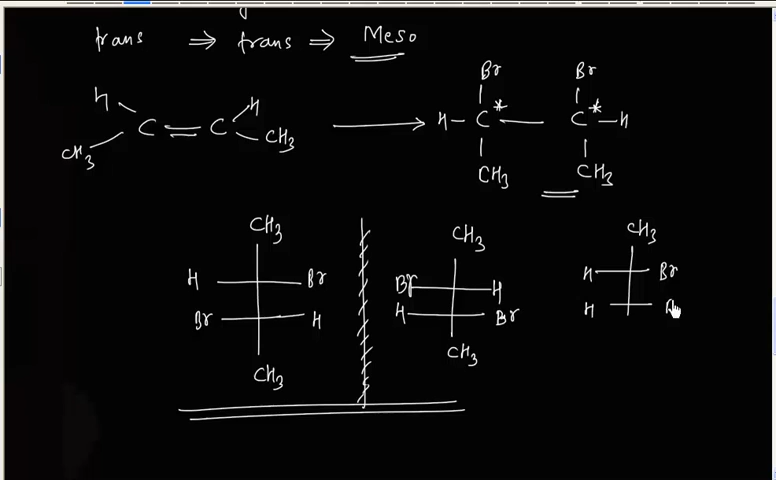 trans ⇒ trans ⇒ Meso
H H Br Br
C = C → H - C* - C* - H
CH3 CH3 CH3 CH3
CH3 CH3 CH3
H Br Br H H Br
Br H H Br H
CH3 CH3